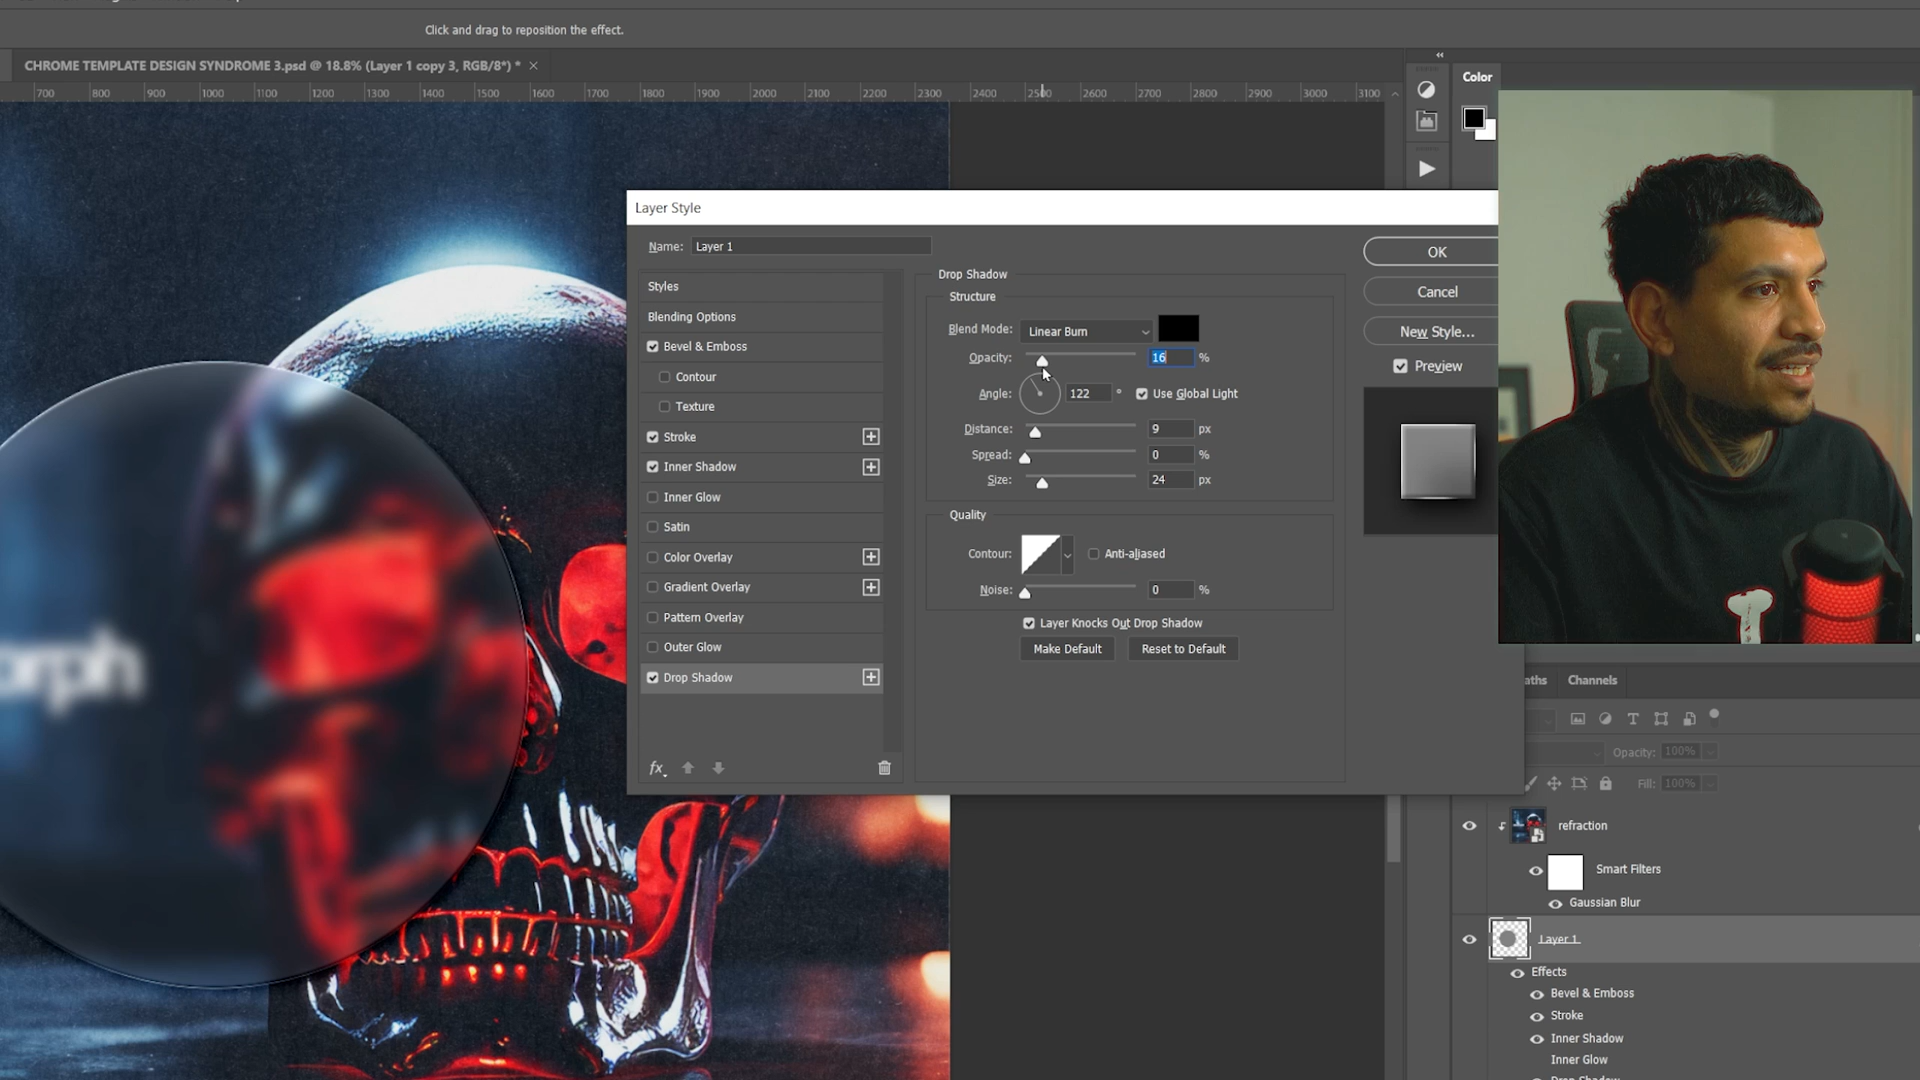 Click and drag to reposition the effect.
CHROME TEMPLATE DESIGN SYNDROME 3.psd @ 18.8% (Layer 1 copy 3, RGB/8*) *
700 800 900 1000 1100 1200 1300 1400 1500 1600 1700 1800 1900 2000 2100 2200 2300 2400 2500 2600 2700 2800 2900 3000 3100
Color
Layer Style
Name: Layer 1
Styles
Blending Options
Bevel & Emboss
Contour
Texture
Stroke
Inner Shadow
Inner Glow
Satin
Color Overlay
Gradient Overlay
Pattern Overlay
Outer Glow
Drop Shadow
fx
Drop Shadow
Structure
Blend Mode: Linear Burn
Opacity: 16 %
Angle: 122 ° Use Global Light
Distance: 9 px
Spread: 0 %
Size: 24 px
Quality
Contour: Anti-aliased
Noise: 0 %
Layer Knocks Out Drop Shadow
Make Default Reset to Default
OK
Cancel
New Style...
Preview
orph
aths Channels
Opacity: 100%
Fill: 100%
refraction
Smart Filters
Gaussian Blur
Layer 1
Effects
Bevel & Emboss
Stroke
Inner Shadow
Inner Glow
Drop Shadow